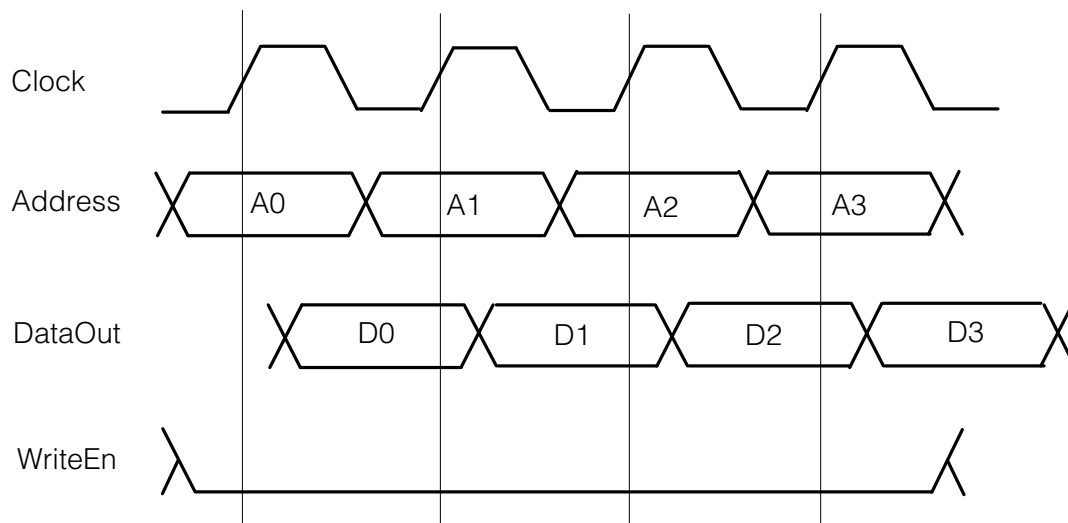 Clock
Address A0 A1 A2 A3
DataOut D0 D1 D2 D3
WriteEn